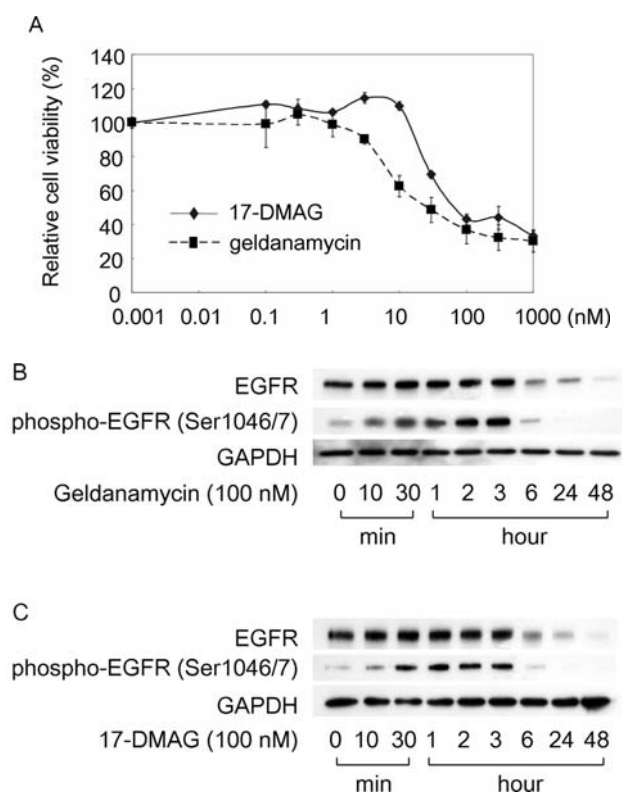 A
Relative cell viability (%)
140
120
100
80
60
40
20
0
17-DMAG
geldanamycin
0.001 0.01 0.1 1 10 100 1000 (nM)
B
EGFR
phospho-EGFR (Ser1046/7)
GAPDH
Geldanamycin (100 nM) 0 10 30 1 2 3 6 24 48
min hour
C
EGFR
phospho-EGFR (Ser1046/7)
GAPDH
17-DMAG (100 nM) 0 10 30 1 2 3 6 24 48
min hour